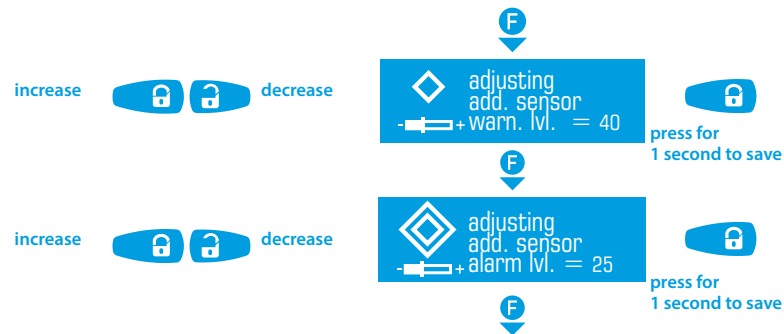 F
increase
decrease
adjusting
add. sensor
- + warn. lvl. = 40
press for
1 second to save
F
increase
decrease
adjusting
add. sensor
- + alarm lvl. = 25
press for
1 second to save
F